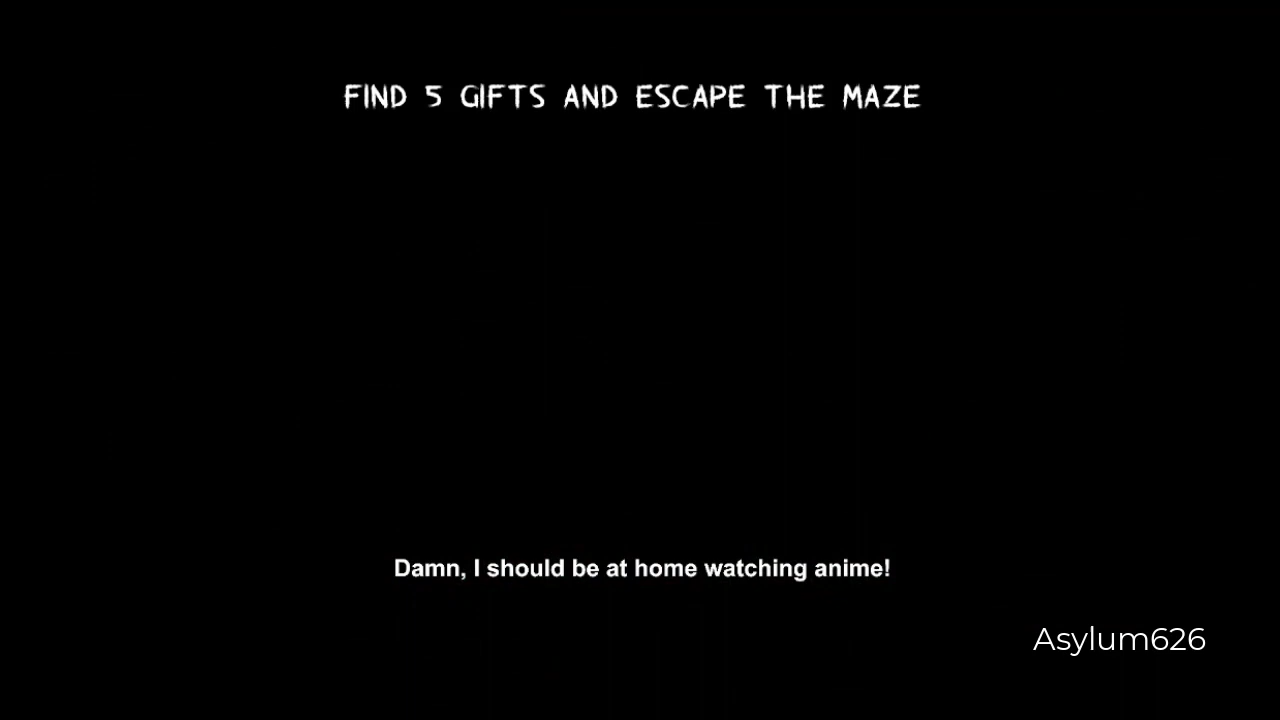 FIND 5 GIFTS AND ESCAPE THE MAZE
Damn, I should be at home watching anime!
Asylum626